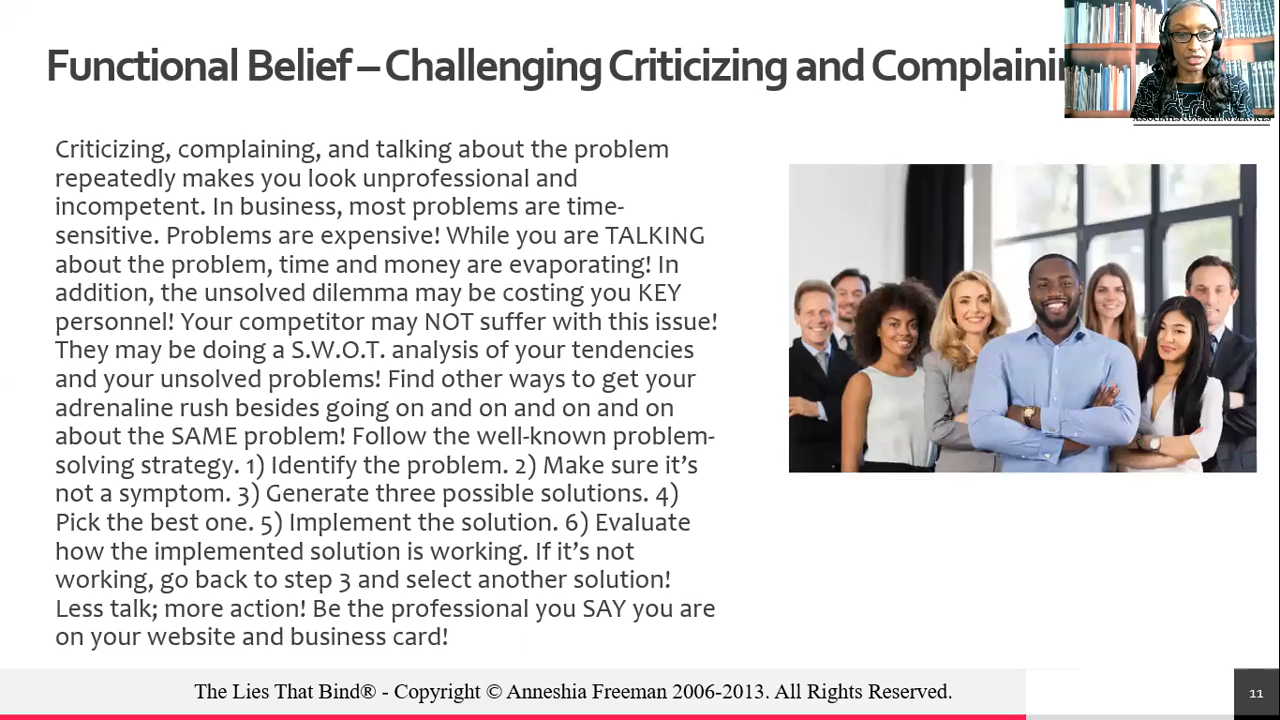 Functional Belief – Challenging Criticizing and
ASSOCIATES CONSULTING SERVICES
Criticizing, complaining, and talking about the problem
repeatedly makes you look unprofessional and
incompetent. In business, most problems are time-
sensitive. Problems are expensive! While you are TALKING
about the problem, time and money are evaporating! In
addition, the unsolved dilemma may be costing you KEY
personnel! Your competitor may NOT suffer with this issue!
They may be doing a S.W.O.T. analysis of your tendencies
and your unsolved problems! Find other ways to get your
adrenaline rush besides going on and on and on and on
about the SAME problem! Follow the well-known problem-
solving strategy. 1) Identify the problem. 2) Make sure it’s
not a symptom. 3) Generate three possible solutions. 4)
Pick the best one. 5) Implement the solution. 6) Evaluate
how the implemented solution is working. If it’s not
working, go back to step 3 and select another solution!
Less talk; more action! Be the professional you SAY you are
on your website and business card!
The Lies That Bind® - Copyright © Anneshia Freeman 2006-2013. All Rights Reserved.
11